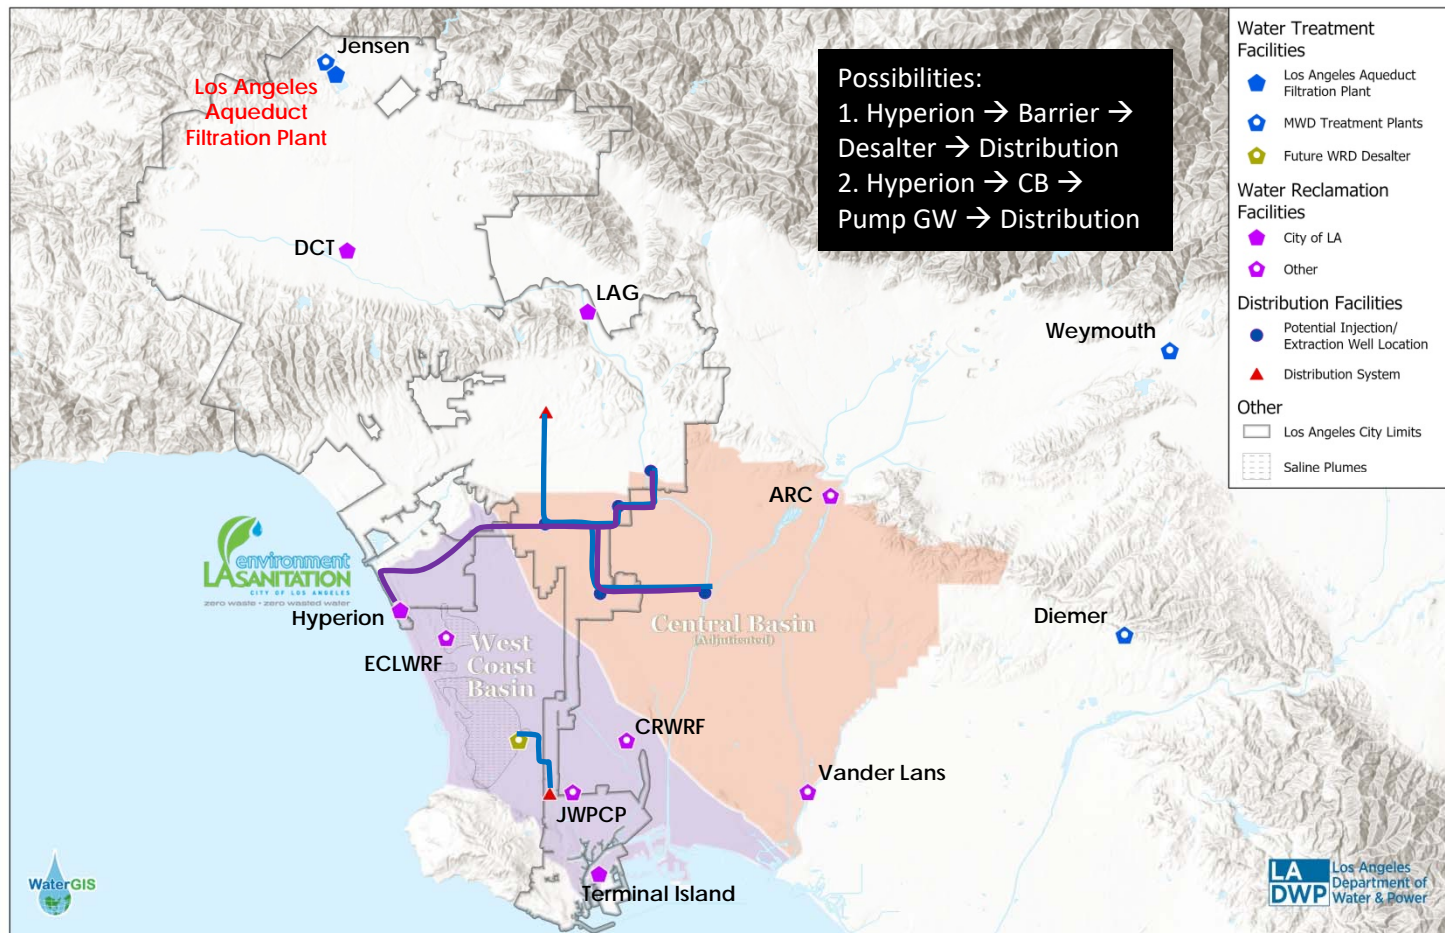 Jensen
Los Angeles
Aqueduct
Filtration Plant
Possibilities:
1. Hyperion → Barrier →
Desalter → Distribution
2. Hyperion → CB →
Pump GW → Distribution
Water Treatment
Facilities
Los Angeles Aqueduct
Filtration Plant
MWD Treatment Plants
Future WRD Desalter
Water Reclamation
Facilities
City of LA
Other
Distribution Facilities
Potential Injection/
Extraction Well Location
Distribution System
Other
Los Angeles City Limits
Saline Plumes
DCT
LAG
Weymouth
ARC
environment
LA SANITATION
CITY OF LOS ANGELES
zero waste • zero wasted water
Hyperion
ECLWRF
West
Coast
Basin
Central Basin
(Adjudicated)
Diemer
CRWRF
Vander Lans
JWPCP
Terminal Island
WaterGIS
LA
DWP
Los Angeles
Department of
Water & Power